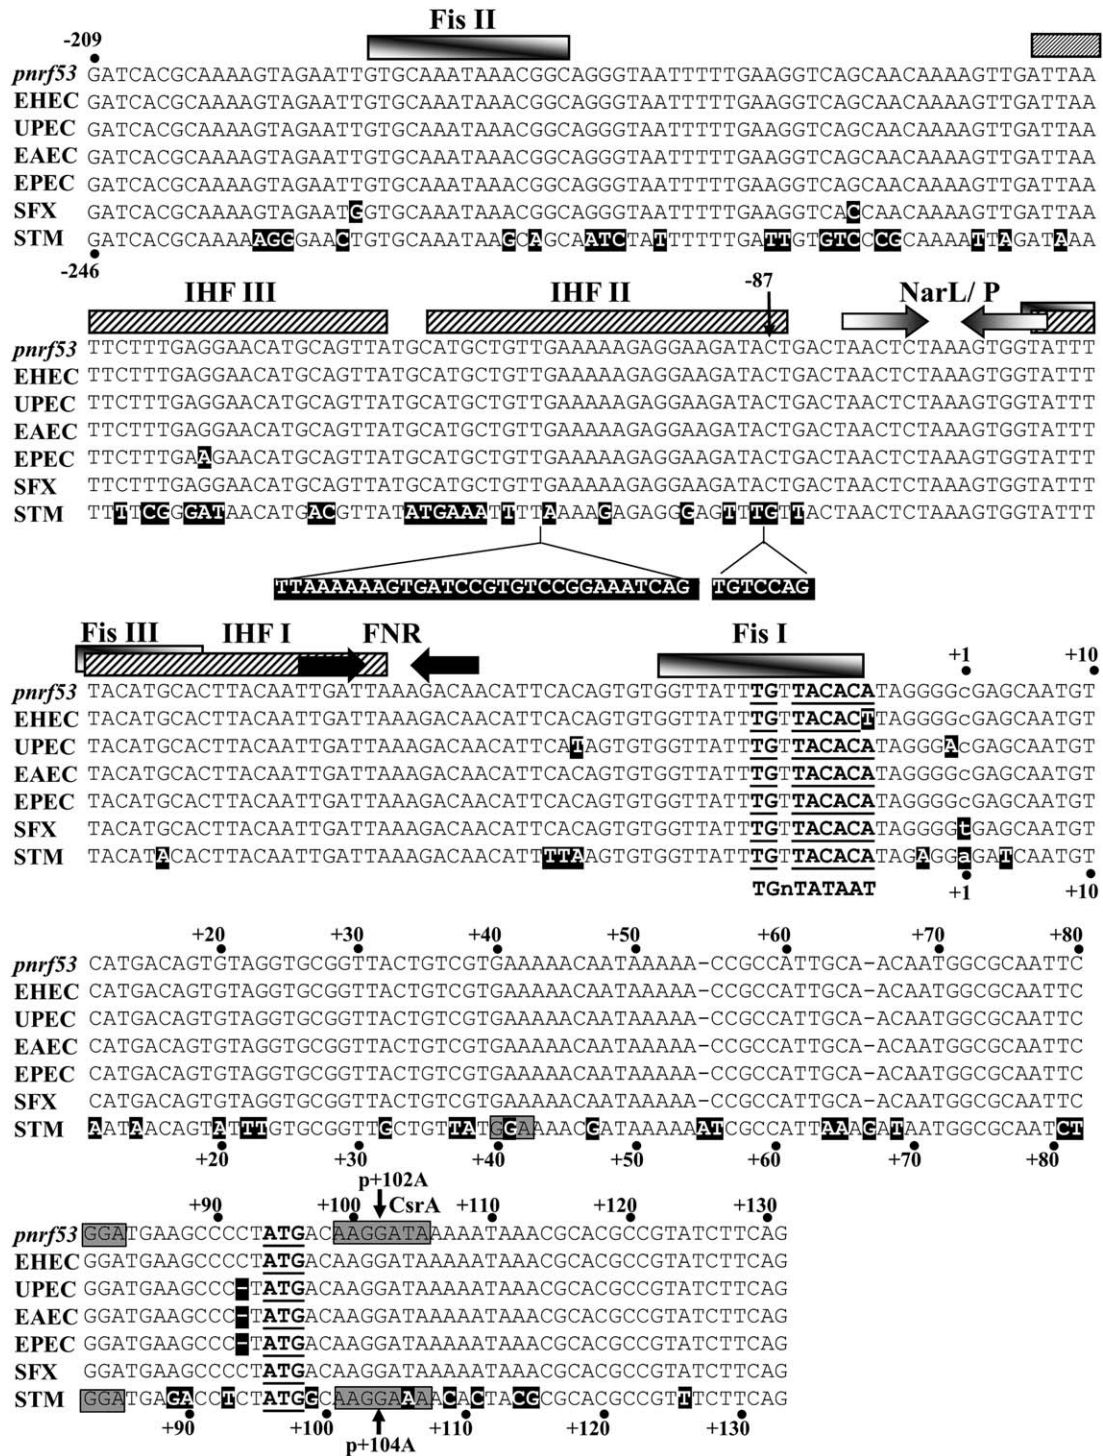 Fis II
-209
pnrf53 GATCACGCAAAAGTAGAATTGTGCAAATAAACGGCAGGGTAATTTTTGAAGGTCAGCAACAAAAGTTGATTAA
EHEC GATCACGCAAAAGTAGAATTGTGCAAATAAACGGCAGGGTAATTTTTGAAGGTCAGCAACAAAAGTTGATTAA
UPEC GATCACGCAAAAGTAGAATTGTGCAAATAAACGGCAGGGTAATTTTTGAAGGTCAGCAACAAAAGTTGATTAA
EAEC GATCACGCAAAAGTAGAATTGTGCAAATAAACGGCAGGGTAATTTTTGAAGGTCAGCAACAAAAGTTGATTAA
EPEC GATCACGCAAAAGTAGAATTGTGCAAATAAACGGCAGGGTAATTTTTGAAGGTCAGCAACAAAAGTTGATTAA
SFX GATCACGCAAAAGTAGAATGGTGCAAATAAACGGCAGGGTAATTTTTGAAGGTCACCAACAAAAGTTGATTAA
STM GATCACGCAAAAAGGGAACTGTGCAAATAAGCAGCAATCTATTTTTTGATTGTGTCCCGCAAAATTAGATAAA
-246
IHF III IHF II -87 NarL/ P
pnrf53 TTCTTTGAGGAACATGCAGTTATGCATGCTGTTGAAAAAGAGGAAGATACTGACTAACTCTAAAGTGGTATTT
EHEC TTCTTTGAGGAACATGCAGTTATGCATGCTGTTGAAAAAGAGGAAGATACTGACTAACTCTAAAGTGGTATTT
UPEC TTCTTTGAGGAACATGCAGTTATGCATGCTGTTGAAAAAGAGGAAGATACTGACTAACTCTAAAGTGGTATTT
EAEC TTCTTTGAGGAACATGCAGTTATGCATGCTGTTGAAAAAGAGGAAGATACTGACTAACTCTAAAGTGGTATTT
EPEC TTCTTTGAAGAACATGCAGTTATGCATGCTGTTGAAAAAGAGGAAGATACTGACTAACTCTAAAGTGGTATTT
SFX TTCTTTGAGGAACATGCAGTTATGCATGCTGTTGAAAAAGAGGAAGATACTGACTAACTCTAAAGTGGTATTT
STM TTTTCGGGATAACATGACGTTATATGAAATTTTAAAAGAGAGGGAGTTTGTTACTAACTCTAAAGTGGTATTT
TTAAAAAAGTGATCCGTGTCCGGAAATCAG TGTCCAG
Fis III IHF I FNR Fis I
+1 +10
pnrf53 TACATGCACTTACAATTGATTAAAGACAACATTCACAGTGTGGTTATTTGTTACACATAGGGGcGAGCAATGT
EHEC TACATGCACTTACAATTGATTAAAGACAACATTCACAGTGTGGTTATTTGTTACACTTAGGGGcGAGCAATGT
UPEC TACATGCACTTACAATTGATTAAAGACAACATTCATAGTGTGGTTATTTGTTACACATAGGGAcGAGCAATGT
EAEC TACATGCACTTACAATTGATTAAAGACAACATTCACAGTGTGGTTATTTGTTACACATAGGGGcGAGCAATGT
EPEC TACATGCACTTACAATTGATTAAAGACAACATTCACAGTGTGGTTATTTGTTACACATAGGGGcGAGCAATGT
SFX TACATGCACTTACAATTGATTAAAGACAACATTCACAGTGTGGTTATTTGTTACACATAGGGGtGAGCAATGT
STM TACATACACTTACAATTGATTAAAGACAACATTTTAAGTGTGGTTATTTGTTACACATAGAGGaGATCAATGT
TGnTATAAT +1 +10
+20 +30 +40 +50 +60 +70 +80
pnrf53 CATGACAGTGTAGGTGCGGTTACTGTCGTGAAAAACAATAAAAA-CCGCCATTGCA-ACAATGGCGCAATTC
EHEC CATGACAGTGTAGGTGCGGTTACTGTCGTGAAAAACAATAAAAA-CCGCCATTGCA-ACAATGGCGCAATTC
UPEC CATGACAGTGTAGGTGCGGTTACTGTCGTGAAAAACAATAAAAA-CCGCCATTGCA-ACAATGGCGCAATTC
EAEC CATGACAGTGTAGGTGCGGTTACTGTCGTGAAAAACAATAAAAA-CCGCCATTGCA-ACAATGGCGCAATTC
EPEC CATGACAGTGTAGGTGCGGTTACTGTCGTGAAAAACAATAAAAA-CCGCCATTGCA-ACAATGGCGCAATTC
SFX CATGACAGTGTAGGTGCGGTTACTGTCGTGAAAAACAATAAAAA-CCGCCATTGCA-ACAATGGCGCAATTC
STM AATAACAGTATTTGTGCGGTTGCTGTTATGGAAAACGATAAAAAATCGCCATTAAAGATAATGGCGCAATCT
+20 +30 +40 +50 +60 +70 +80
p+102A
+90 +100 CsrA +110 +120 +130
pnrf53 GGATGAAGCCCCTATGACAAGGATAAAAATAAACGCACGCCGTATCTTCAG
EHEC GGATGAAGCCCCTATGACAAGGATAAAAATAAACGCACGCCGTATCTTCAG
UPEC GGATGAAGCCC-TATGACAAGGATAAAAATAAACGCACGCCGTATCTTCAG
EAEC GGATGAAGCCC-TATGACAAGGATAAAAATAAACGCACGCCGTATCTTCAG
EPEC GGATGAAGCCC-TATGACAAGGATAAAAATAAACGCACGCCGTATCTTCAG
SFX GGATGAAGCCCCTATGACAAGGATAAAAATAAACGCACGCCGTATCTTCAG
STM GGATGAGACCTCTATGGCAAGGAAAACACTACGCGCACGCCGTTTCTTCAG
+90 +100 +110 +120 +130
p+104A